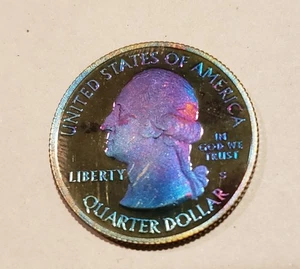 UNITED STATES OF AMERICA
IN
GOD WE
TRUST
LIBERTY
S
QUARTER DOLLAR